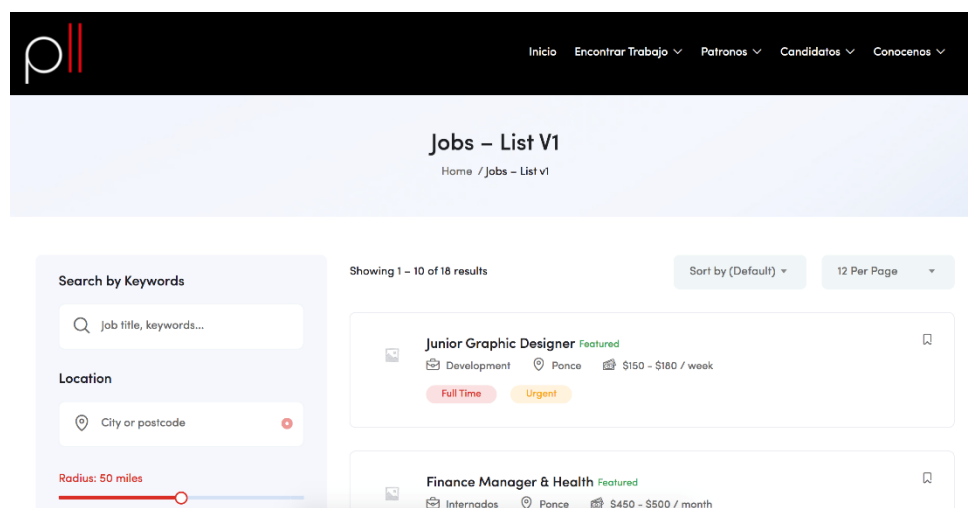 pll
Inicio Encontrar Trabajo Patronos Candidatos Conocenos
Jobs – List V1
Home / Jobs – List v1
Search by Keywords
Job title, keywords...
Location
City or postcode
Radius: 50 miles
Showing 1 – 10 of 18 results
Sort by (Default)
12 Per Page
Junior Graphic Designer Featured
Development Ponce $150 - $180 / week
Full Time Urgent
Finance Manager & Health Featured
Internados Ponce $450 - $500 / month